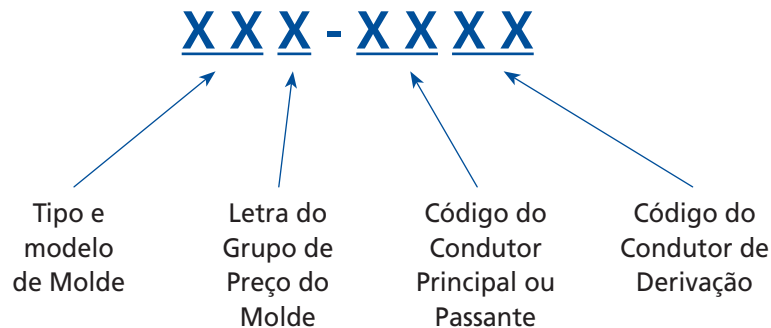 XXX-XXXX
Tipo e
modelo
de Molde
Letra do
Grupo de
Preço do
Molde
Código do
Condutor
Principal ou
Passante
Código do
Condutor de
Derivação